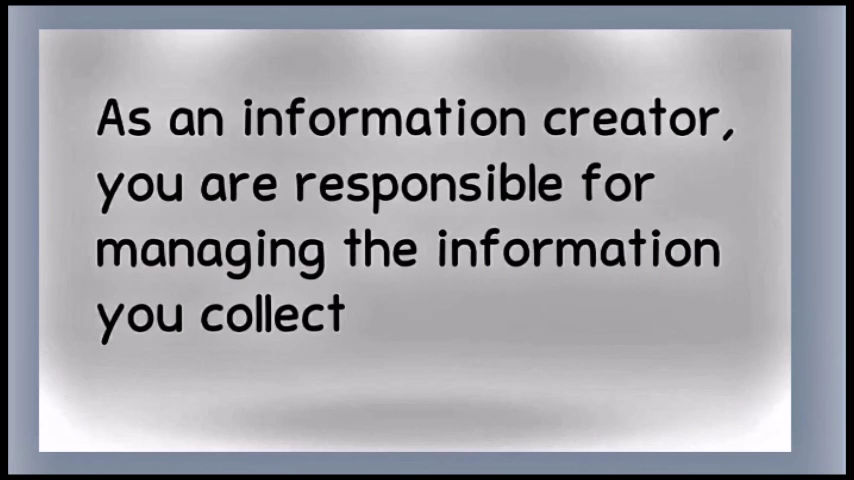 As an information creator,
you are responsible for
managing the information
you collect